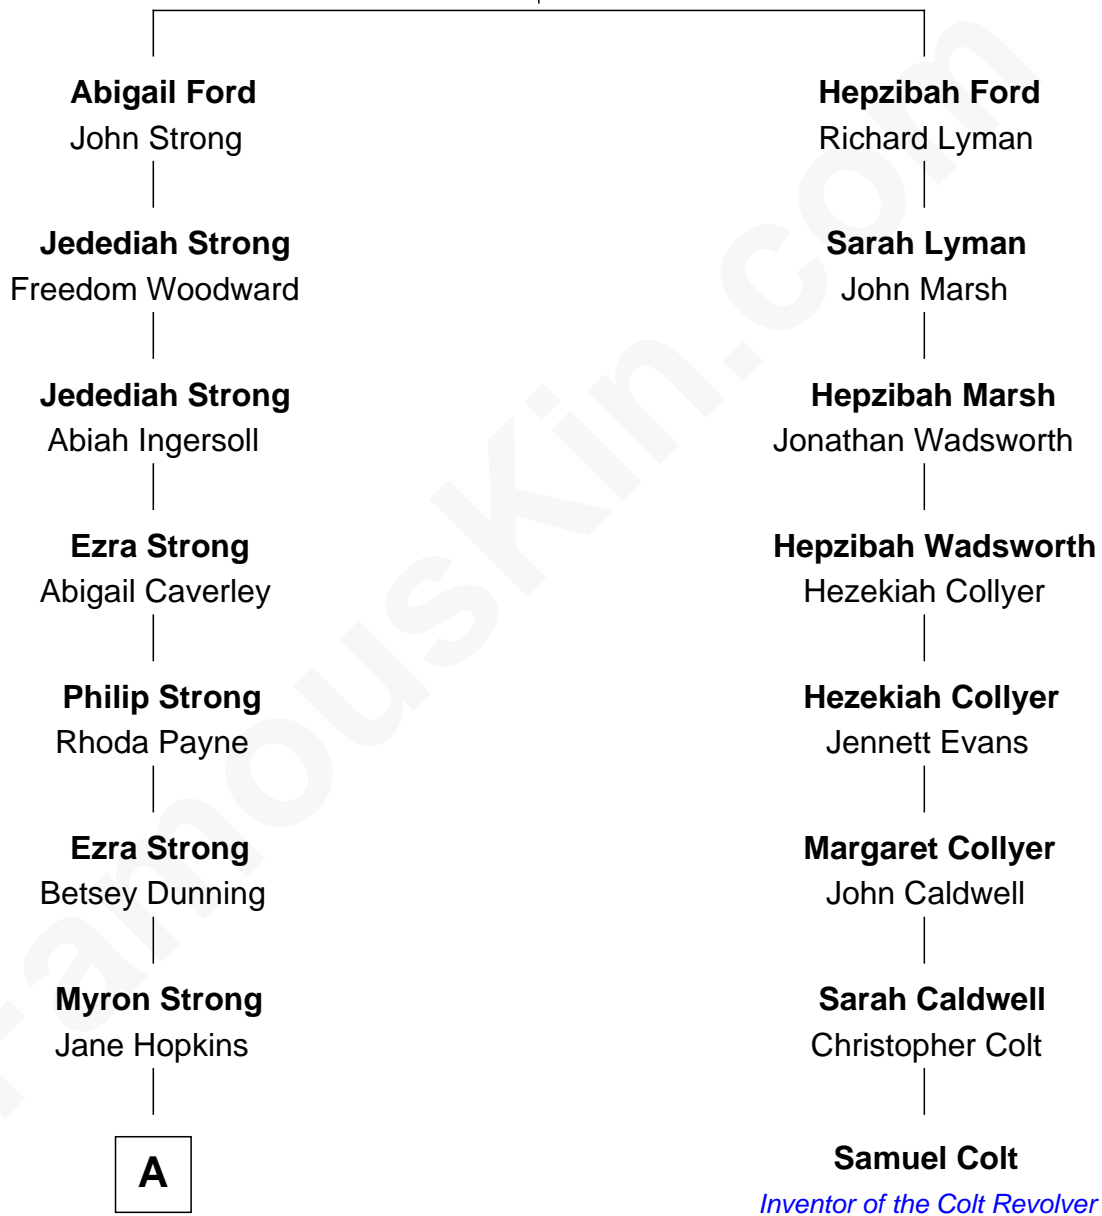 Abigail Ford
John Strong
Hepzibah Ford
Richard Lyman
Jedediah Strong
Freedom Woodward
Sarah Lyman
John Marsh
Jedediah Strong
Abiah Ingersoll
Hepzibah Marsh
Jonathan Wadsworth
Ezra Strong
Abigail Caverley
Hepzibah Wadsworth
Hezekiah Collyer
Philip Strong
Rhoda Payne
Hezekiah Collyer
Jennett Evans
Ezra Strong
Betsey Dunning
Margaret Collyer
John Caldwell
Myron Strong
Jane Hopkins
Sarah Caldwell
Christopher Colt
A
Samuel Colt
Inventor of the Colt Revolver
FamousKin.com